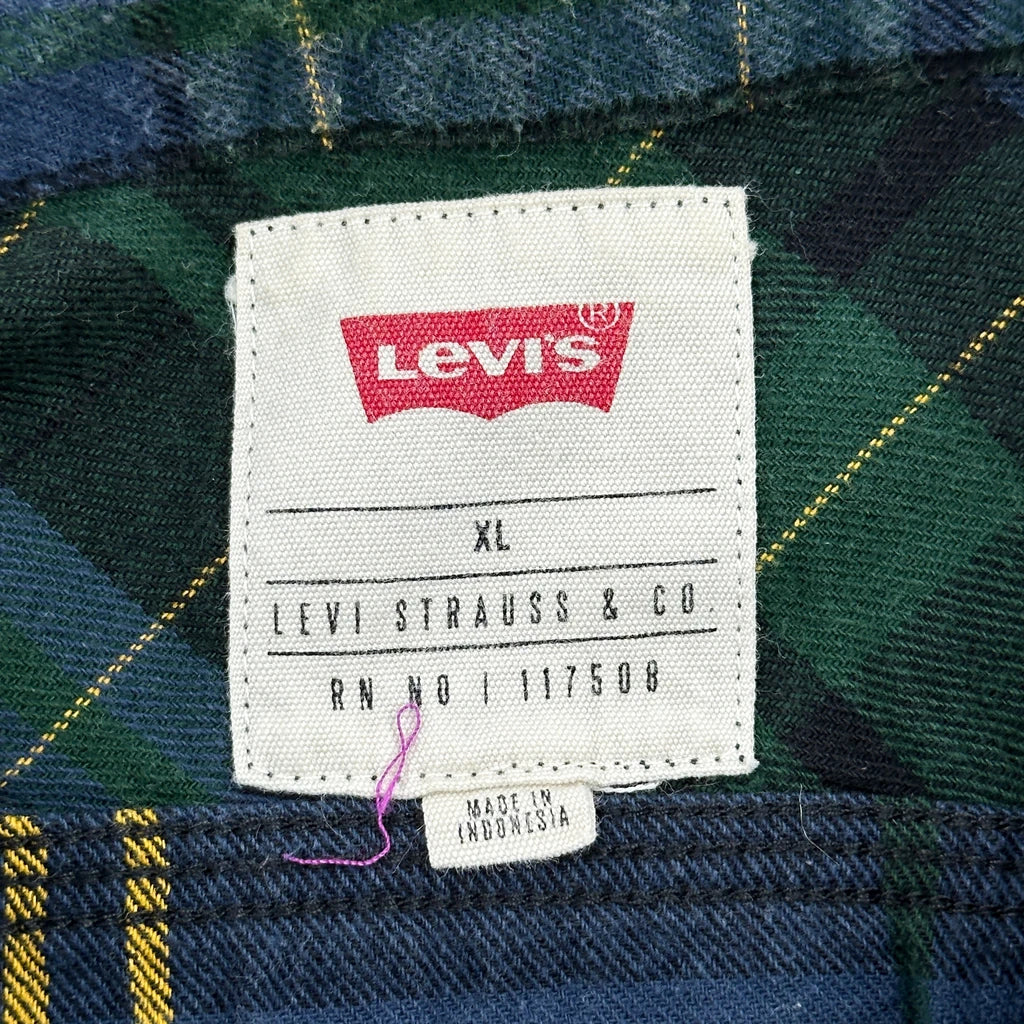 LEVI'S ®
XL
LEVI STRAUSS & CO.
RN NO | 117508
MADE IN
INDONESIA